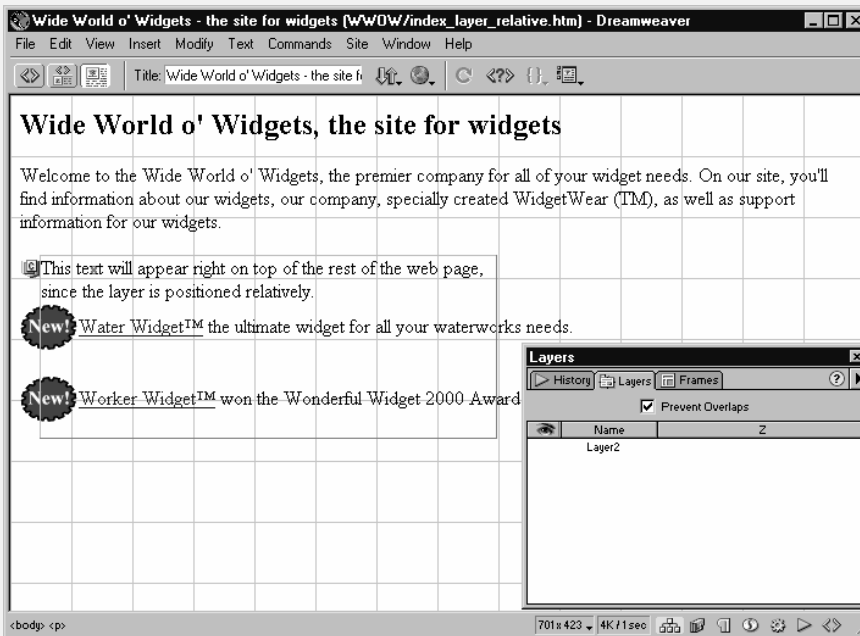 Wide World o' Widgets - the site for widgets (WWOW/index_layer_relative.htm) - Dreamweaver
File Edit View Insert Modify Text Commands Site Window Help
Title: Wide World o' Widgets - the site f
Wide World o' Widgets, the site for widgets
Welcome to the Wide World o' Widgets, the premier company for all of your widget needs. On our site, you'll
find information about our widgets, our company, specially created WidgetWear (TM), as well as support
information for our widgets.
This text will appear right on top of the rest of the web page,
since the layer is positioned relatively.
New! Water Widget™ the ultimate widget for all your waterworks needs.
New! Worker Widget™ won the Wonderful Widget 2000 Award
Layers
History Layers Frames
Prevent Overlaps
Name Z
Layer2
<body> <p>
701 x 423 4K / 1 sec